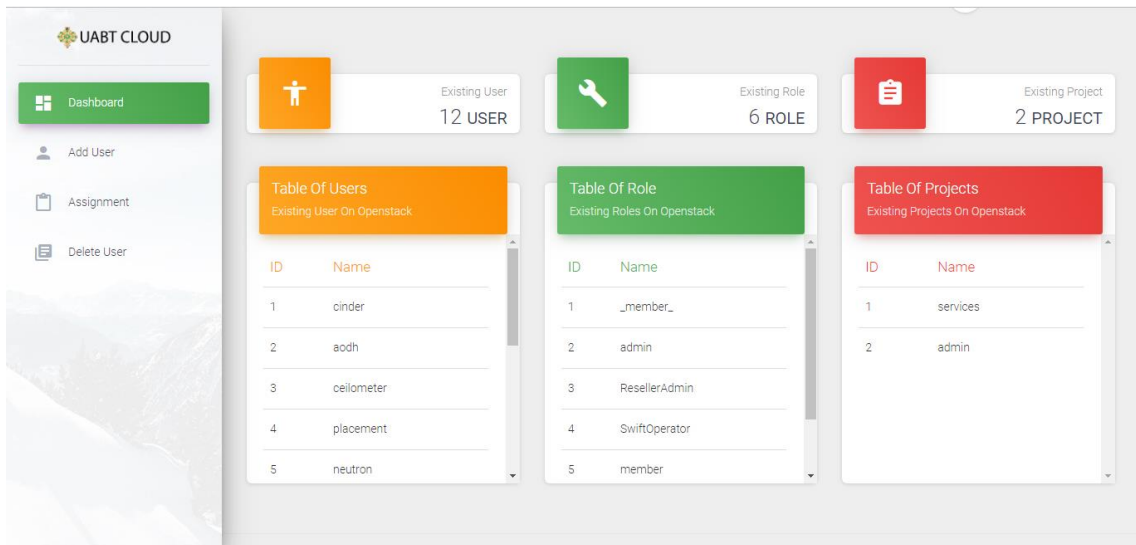 UABT CLOUD
Dashboard
Add User
Assignment
Delete User
Existing User
12 USER
Existing Role
6 ROLE
Existing Project
2 PROJECT
Table Of Users
Existing User On Openstack
ID Name
1 cinder
2 aodh
3 ceilometer
4 placement
5 neutron
Table Of Role
Existing Roles On Openstack
ID Name
1 _member_
2 admin
3 ResellerAdmin
4 SwiftOperator
5 member
Table Of Projects
Existing Projects On Openstack
ID Name
1 services
2 admin